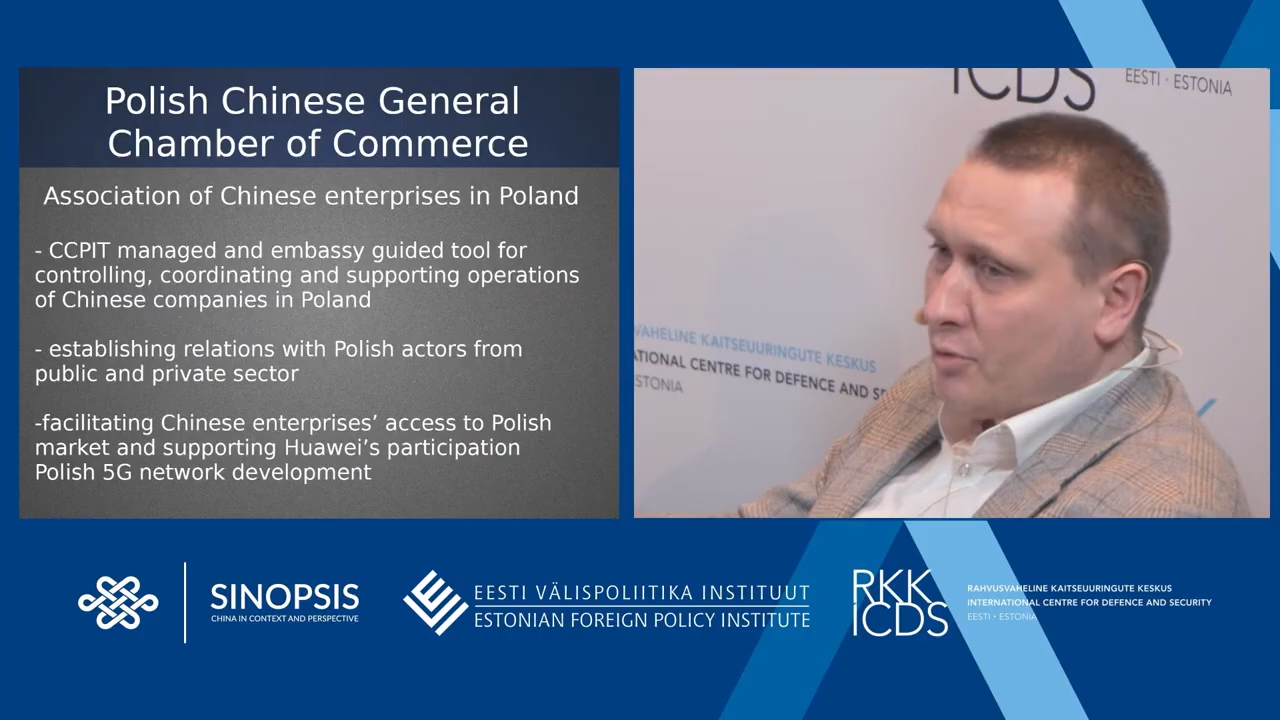 Polish Chinese General
Chamber of Commerce
Association of Chinese enterprises in Poland
- CCPIT managed and embassy guided tool for
controlling, coordinating and supporting operations
of Chinese companies in Poland
- establishing relations with Polish actors from
public and private sector
-facilitating Chinese enterprises’ access to Polish
market and supporting Huawei’s participation
Polish 5G network development
ICDS
EESTI · ESTONIA
KAITSEUURINGUTE KESKUS
CENTRE FOR DEFENCE AND
SINOPSIS
CHINA IN CONTEXT AND PERSPECTIVE
EESTI VÄLISPOLIITIKA INSTITUUT
ESTONIAN FOREIGN POLICY INSTITUTE
RKK
ICDS
RAHVUSVAHELINE KAITSEUURINGUTE KESKUS
INTERNATIONAL CENTRE FOR DEFENCE AND SECURITY
EESTI · ESTONIA